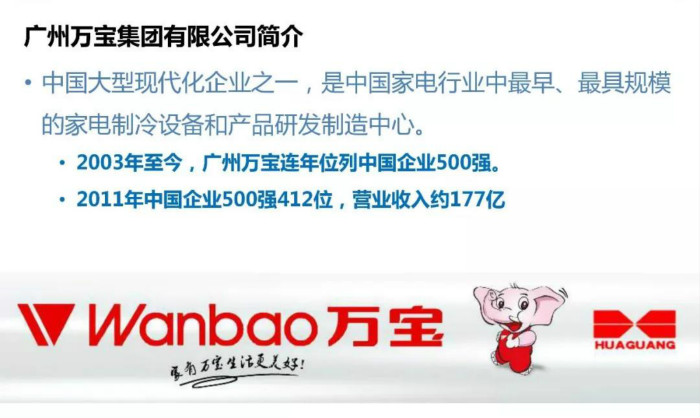 广州万宝集团有限公司简介
• 中国大型现代化企业之一，是中国家电行业中最早、最具规模
的家电制冷设备和产品研发制造中心。
• 2003年至今，广州万宝连年位列中国企业500强。
• 2011年中国企业500强412位，营业收入约177亿
Wanbao万宝
家有万宝生活更美好!
HUAGUANG